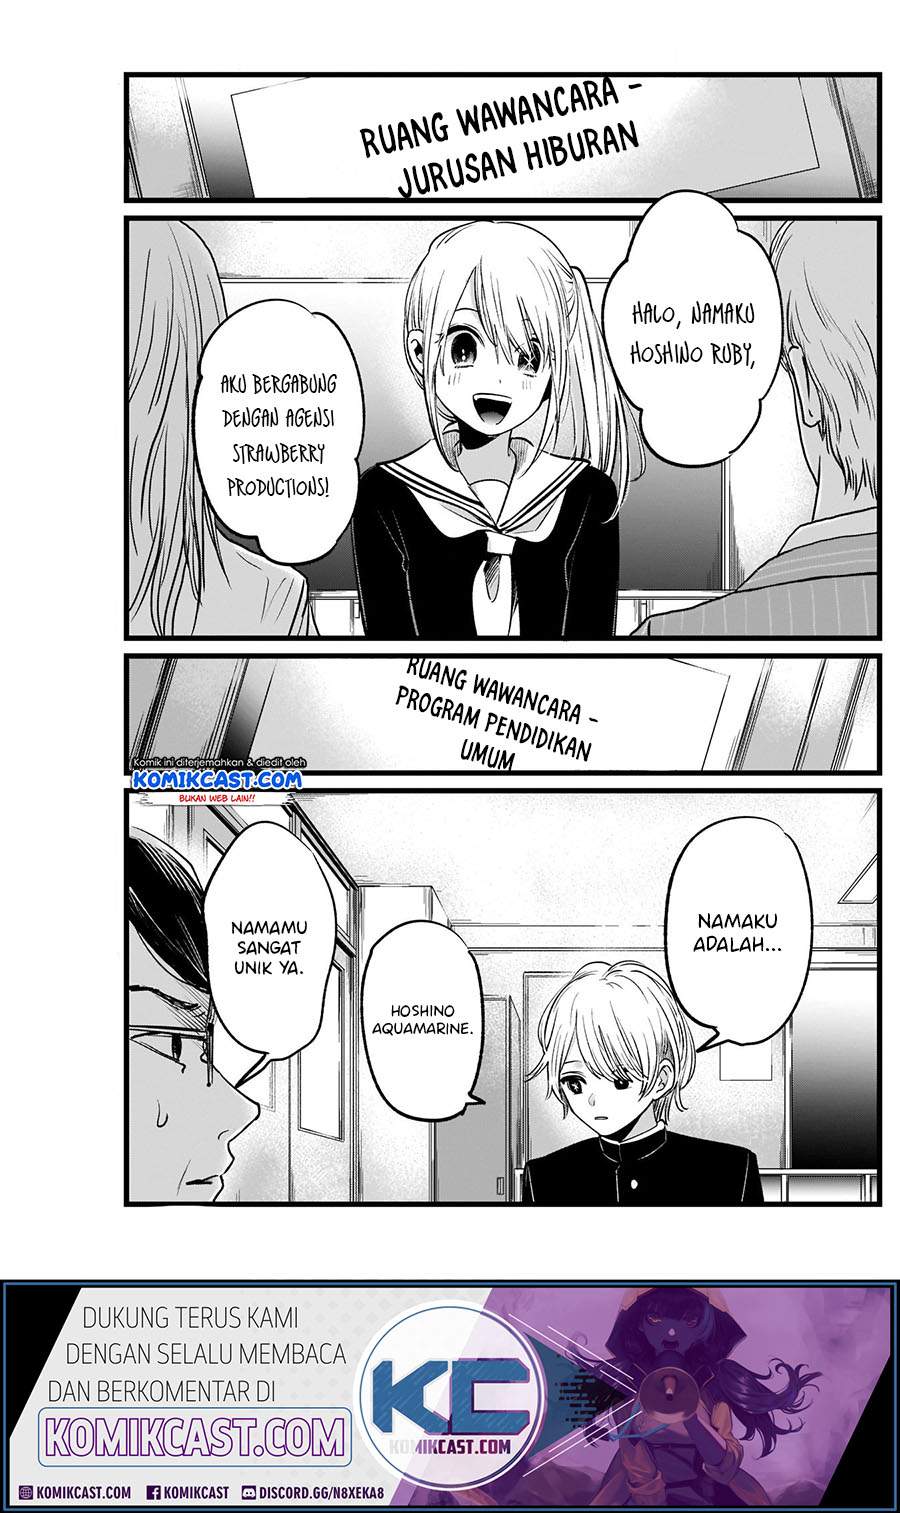 RUANG WAWANCARA -
JURUSAN HIBURAN
HALO, NAMAKU
HOSHINO RUBY,
AKU BERGABUNG
DENGAN AGENSI
STRAWBERRY
PRODUCTIONS!
RUANG WAWANCARA -
PROGRAM PENDIDIKAN
UMUM
Komik ini diterjemahkan & diedit oleh
KOMIKCAST.COM
BUKAN WEB LAIN!!
NAMAKU
ADALAH...
HOSHINO
AQUAMARINE.
NAMAMU
SANGAT
UNIK YA.
DUKUNG TERUS KAMI
DENGAN SELALU MEMBACA
DAN BERKOMENTAR DI
KOMIKCAST.COM
KC
KOMIKCAST.COM
KOMIKCAST.COM
KOMIKCAST
DISCORD.GG/N8XEKA8